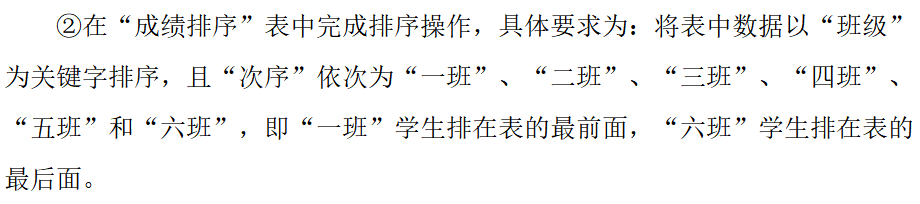 ②在“成绩排序”表中完成排序操作，具体要求为：将表中数据以“班级”
为关键字排序，且“次序”依次为“一班”、“二班”、“三班”、“四班”、
“五班”和“六班”，即“一班”学生排在表的最前面，“六班”学生排在表的
最后面。